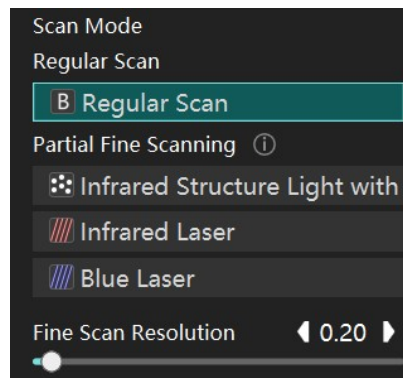 Scan Mode
Regular Scan
B Regular Scan
Partial Fine Scanning ⓘ
Infrared Structure Light with
Infrared Laser
Blue Laser
Fine Scan Resolution 0.20